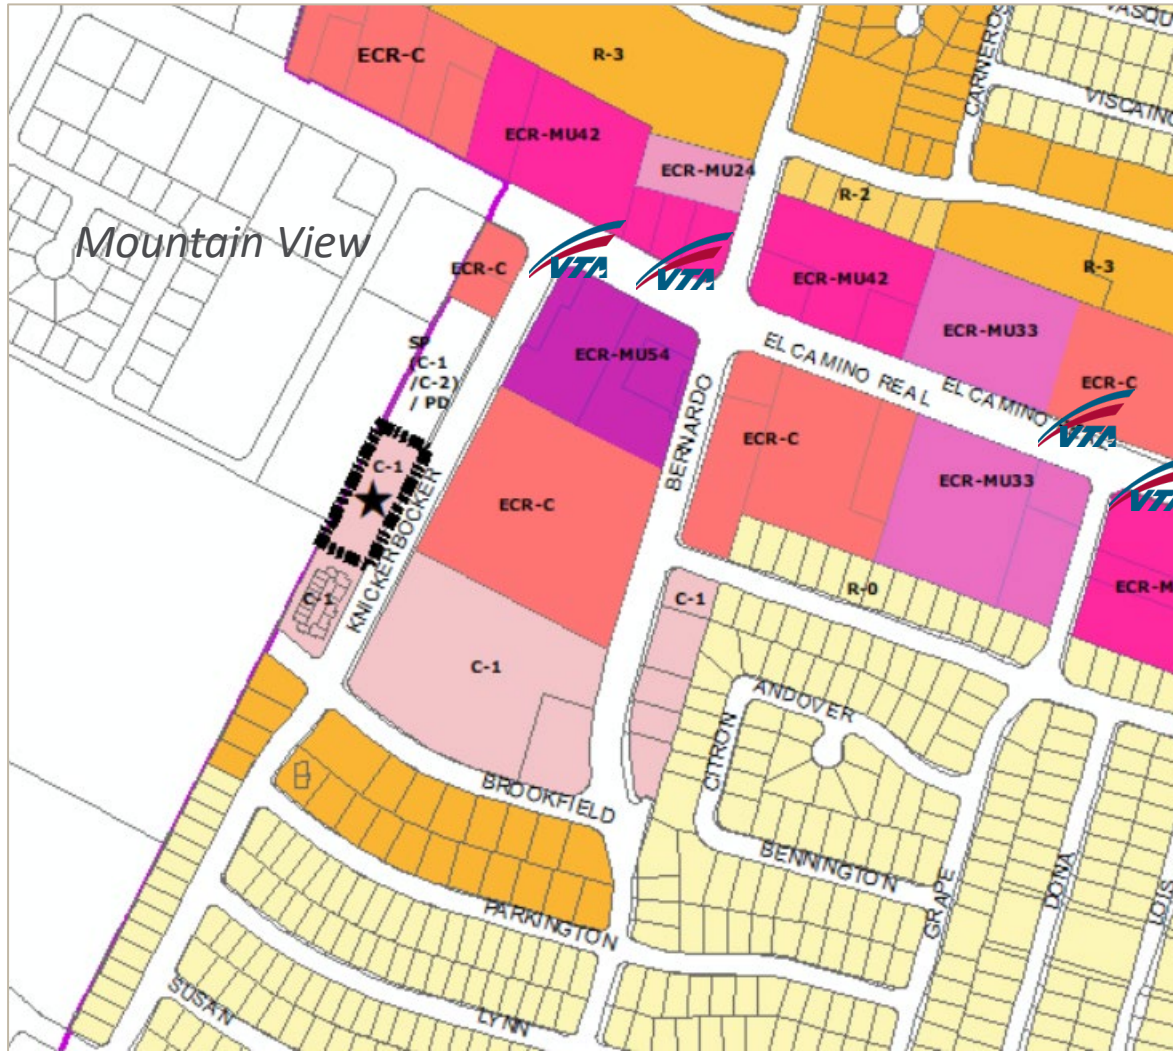 VASQU
CARNEROS
VISCAINO
ECR-C
R-3
ECR-MU42
ECR-MU24
R-2
Mountain View
ECR-C
VTA
VTA
ECR-MU42
R-3
ECR-MU33
SP
(C-1
/C-2)
/ PD
ECR-MU54
EL CAMINO REAL
EL CAMINO
ECR-C
VTA
BERNARDO
ECR-C
C-1
KNICKERBOCKER
ECR-C
ECR-MU33
VTA
ECR-M
C-1
C-1
R-0
C-1
ANDOVER
CITRON
BROOKFIELD
BENNINGTON
GRAPE
DONA
LOIS
PARKINGTON
SUSAN
LYNN